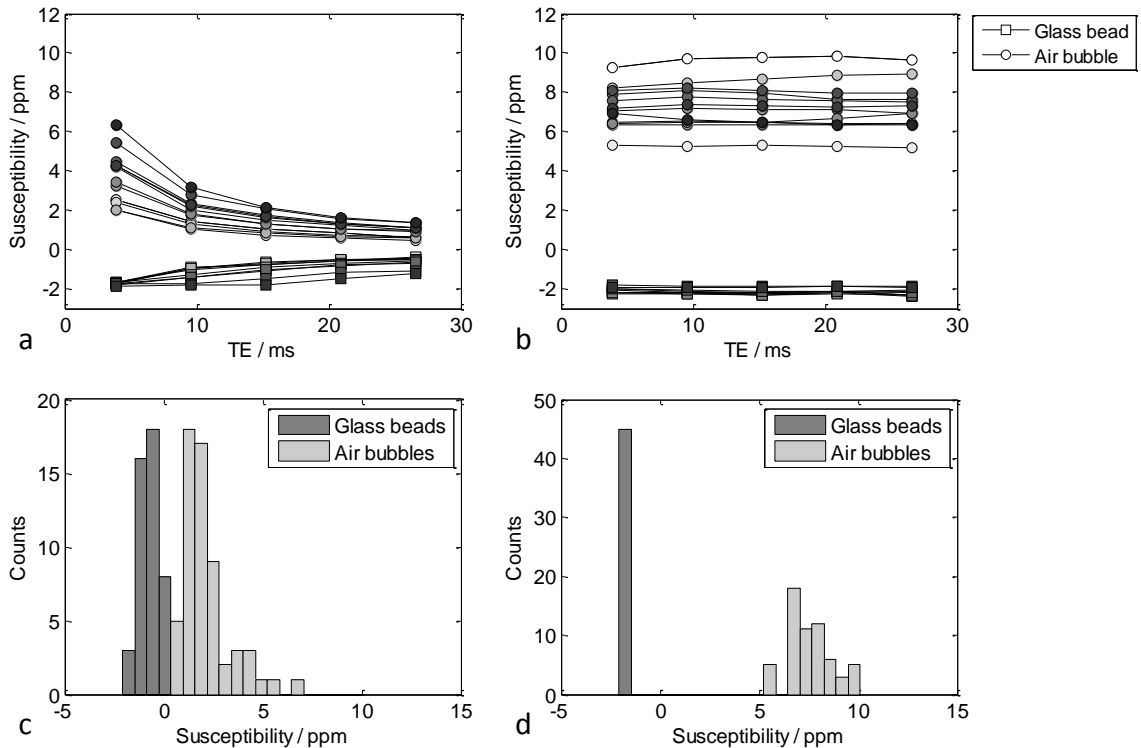 12
10
8
6
4
2
0
-2
Susceptibility / ppm
0
10
20
30
TE / ms
a
12
10
8
6
4
2
0
-2
Susceptibility / ppm
0
10
20
30
TE / ms
b
Glass bead
Air bubble
20
15
10
5
0
Counts
-5
0
5
10
15
Susceptibility / ppm
c
Glass beads
Air bubbles
50
40
30
20
10
0
Counts
-5
0
5
10
15
Susceptibility / ppm
d
Glass beads
Air bubbles